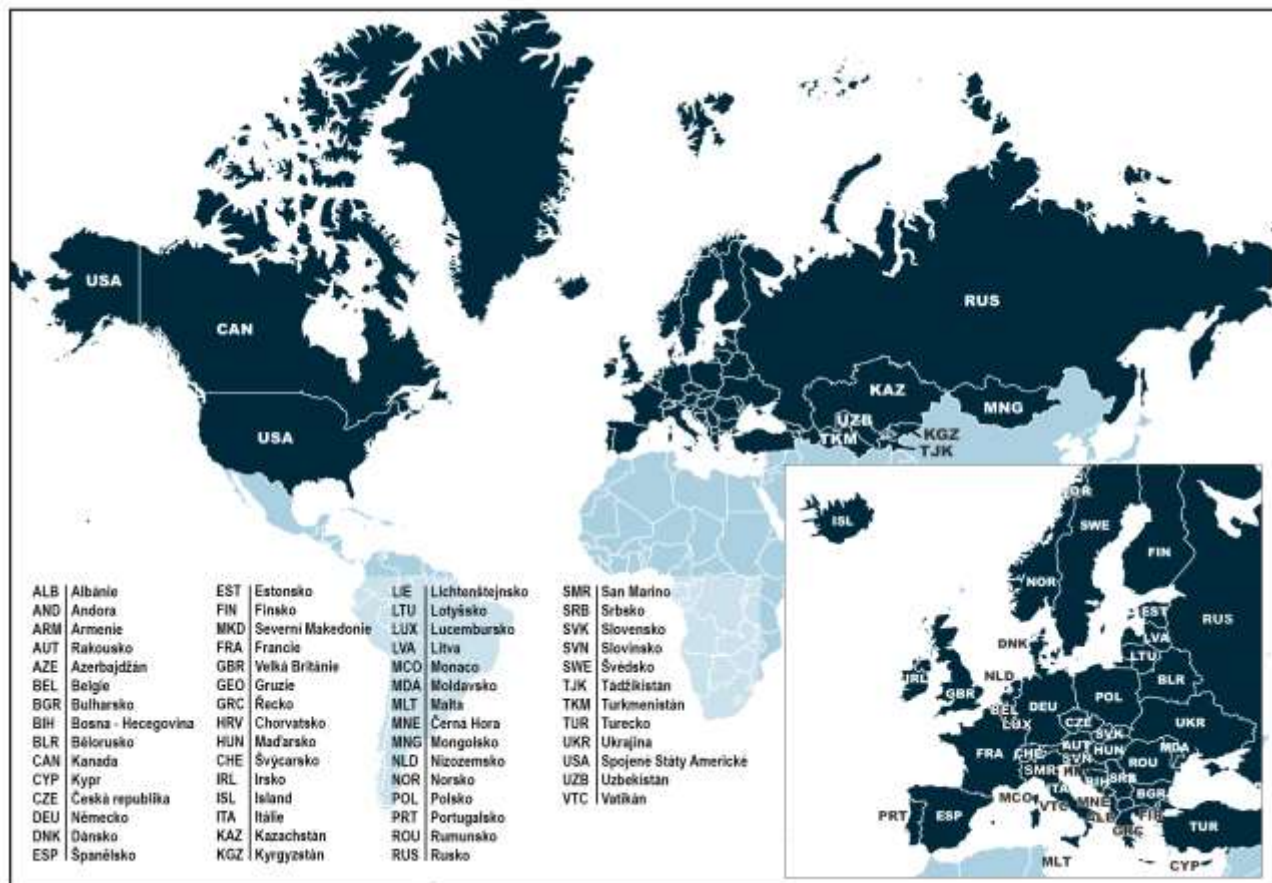 USA
CAN
USA
RUS
KAZ
MNG
UZB
TKM
KGZ
TJK
ALB Albánie
AND Andora
ARM Armenie
AUT Rakousko
AZE Azerbajdžán
BEL Belgie
BGR Bulharsko
BIH Bosna - Hecegovina
BLR Bělorusko
CAN Kanada
CYP Kypr
CZE Česká republika
DEU Německo
DNK Dánsko
ESP Španělsko
EST Estonsko
FIN Finsko
MKD Severní Makedonie
FRA Francie
GBR Velká Británie
GEO Gruzie
GRC Řecko
HRV Chorvatsko
HUN Maďarsko
CHE Švýcarsko
IRL Irsko
ISL Island
ITA Itálie
KAZ Kazachstán
KGZ Kyrgyzstán
LIE Lichtenštejnsko
LTU Lotyšsko
LUX Lucembursko
LVA Litva
MCO Monaco
MDA Moldavsko
MLT Malta
MNE Černá Hora
MNG Mongolsko
NLD Nizozemsko
NOR Norsko
POL Polsko
PRT Portugalsko
ROU Rumunsko
RUS Rusko
SMR San Marino
SRB Srbsko
SVK Slovensko
SVN Slovinsko
SWE Švédsko
TJK Tádžikistán
TKM Turkmenistán
TUR Turecko
UKR Ukrajina
USA Spojené Státy Americké
UZB Uzbekistán
VTC Vatikán
ISL
SWE
FIN
NOR
RUS
EST
LVA
DNK
LTU
IRL
NLD
BLR
GBR
POL
DEU
BEL
LUX
CZE
UKR
SVK
FRA
CHE
AUT
HUN
MDA
SVN
ROU
SMR
BIH
SRB
ITA
MCO
VTC
MNE
BGR
PRT
ESP
ALB
GRC
TUR
MLT
CYP